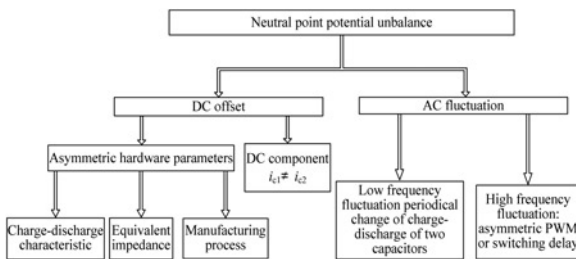 Neutral point potential unbalance
DC offset
AC fluctuation
Asymmetric hardware parameters
DC component
i_c1 ≠ i_c2
Low frequency
fluctuation periodical
change of charge-
discharge of two
capacitors
High frequency
fluctuation:
asymmetric PWM
or switching delay
Charge-discharge
characteristic
Equivalent
impedance
Manufacturing
process